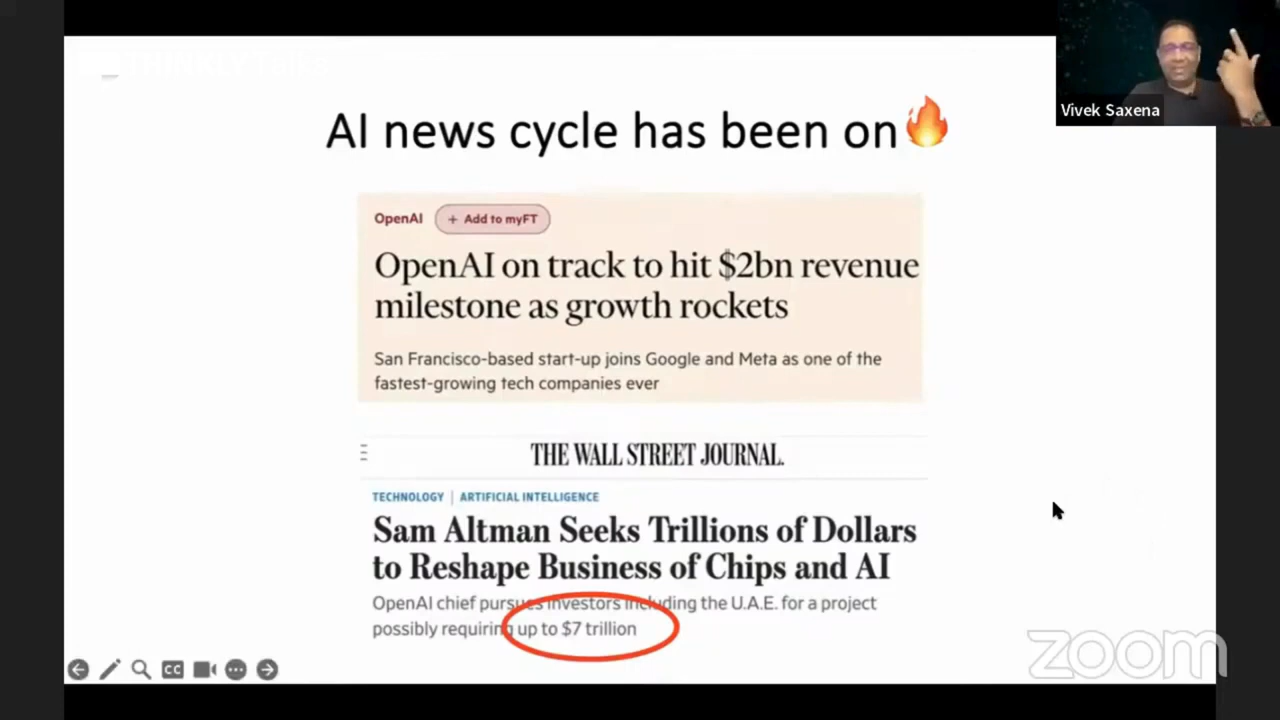 Vivek Saxena
AI news cycle has been on🔥
OpenAI + Add to myFT
OpenAI on track to hit $2bn revenue
milestone as growth rockets
San Francisco-based start-up joins Google and Meta as one of the
fastest-growing tech companies ever
THE WALL STREET JOURNAL.
TECHNOLOGY | ARTIFICIAL INTELLIGENCE
Sam Altman Seeks Trillions of Dollars
to Reshape Business of Chips and AI
OpenAI chief pursues investors including the U.A.E. for a project
possibly requiring up to $7 trillion
CC
zoom